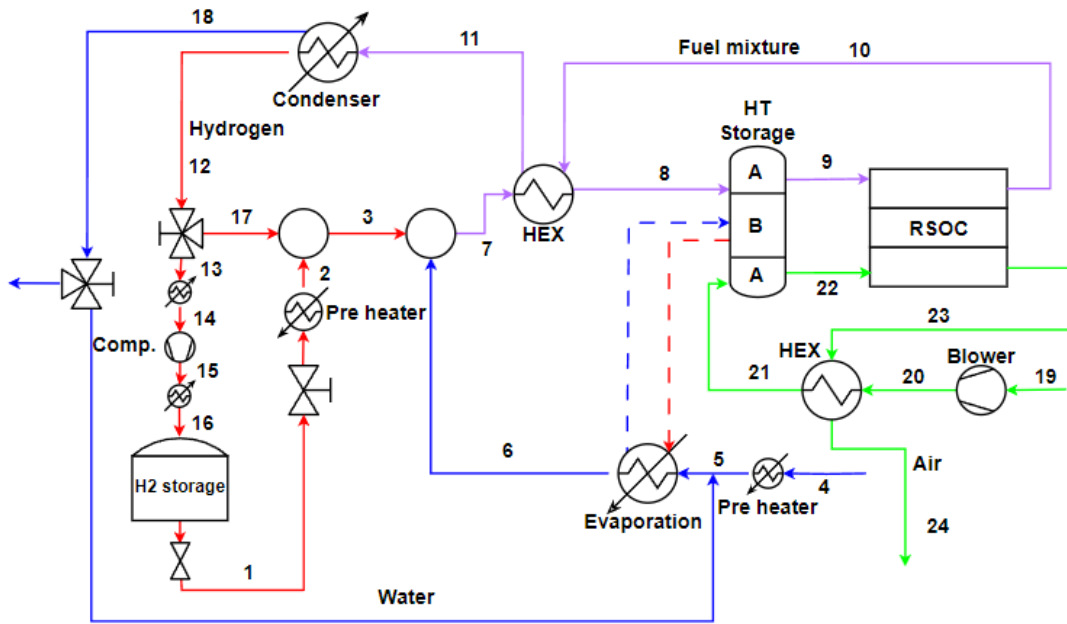 18
11
Fuel mixture
10
Condenser
HT
Storage
Hydrogen
12
8
A
9
17
3
HEX
7
B
RSOC
13
2
A
22
Pre heater
14
23
Comp.
HEX
Blower
15
21
20
19
16
6
5
Air
H2 storage
4
Evaporation
Pre heater
24
1
Water